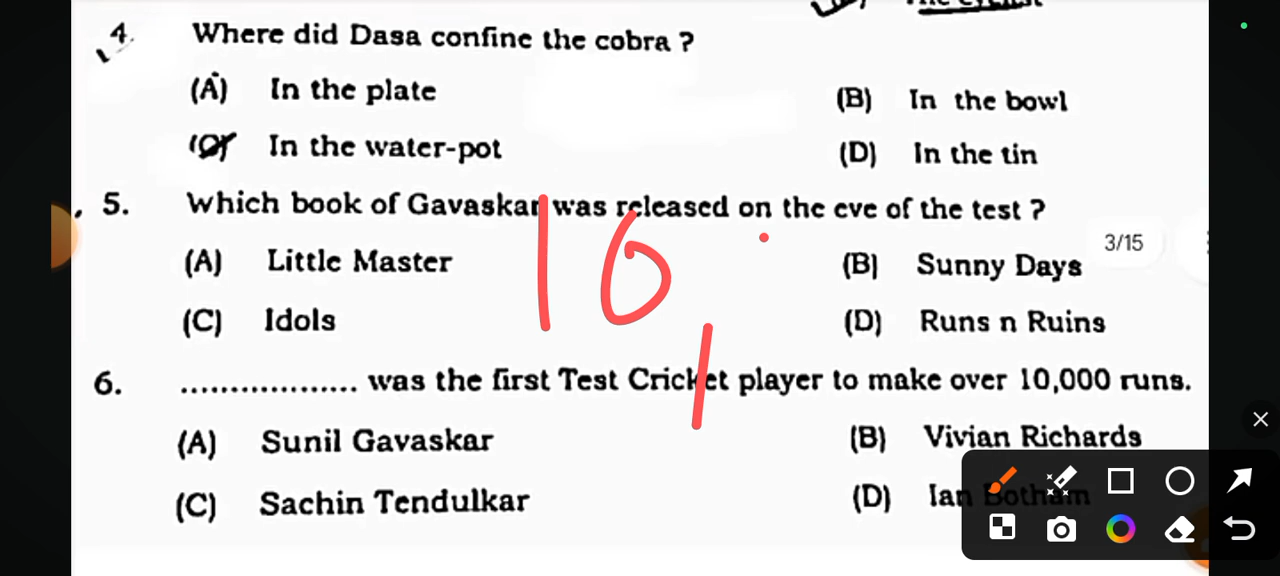 4. Where did Dasa confine the cobra ?
(A) In the plate
(B) In the bowl
(C) In the water-pot
(D) In the tin
5. Which book of Gavaskar was released on the eve of the test ?
3/15
(A) Little Master
(B) Sunny Days
(C) Idols
(D) Runs n Ruins
16
6. .................. was the first Test Cricket player to make over 10,000 runs.
(A) Sunil Gavaskar
(B) Vivian Richards
(C) Sachin Tendulkar
(D) Ian Botham